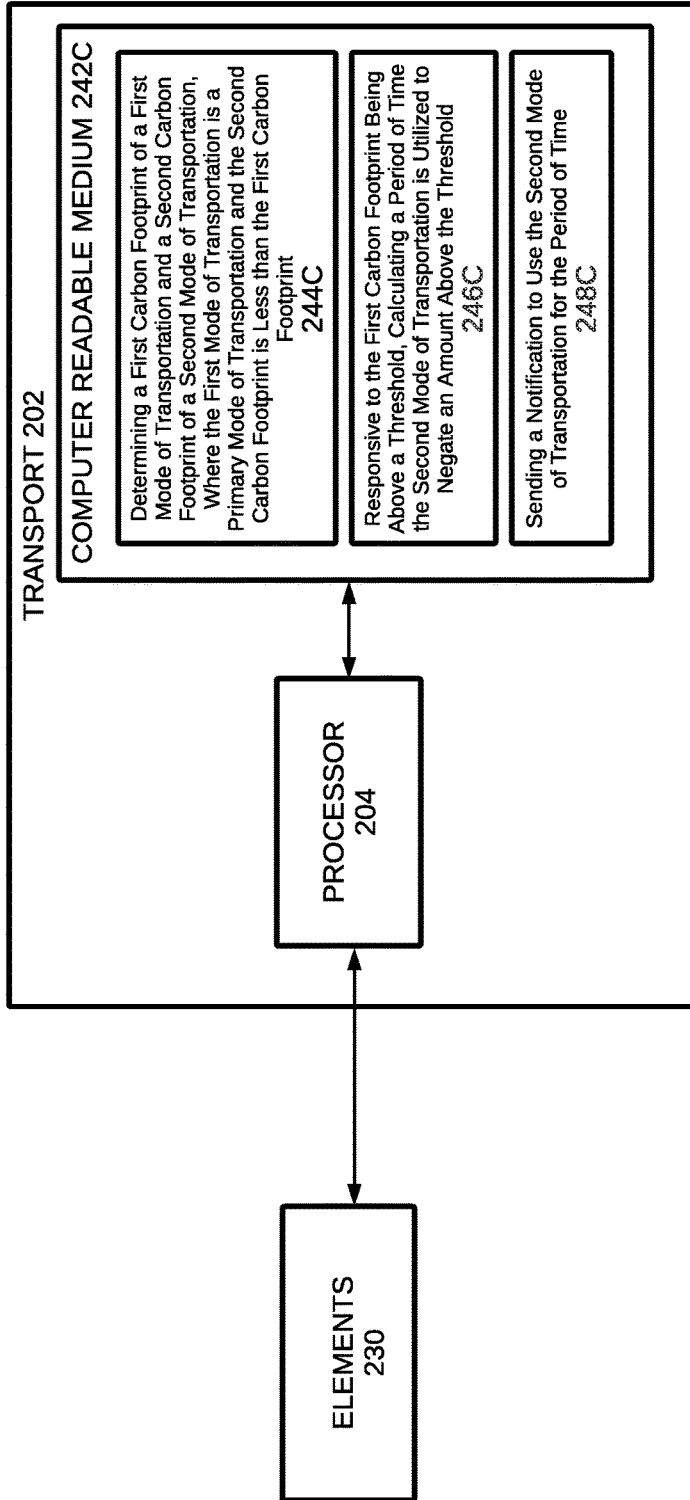 TRANSPORT 202
COMPUTER READABLE MEDIUM 242C
Determining a First Carbon Footprint of a First
Mode of Transportation and a Second Carbon
Footprint of a Second Mode of Transportation,
Where the First Mode of Transportation is a
Primary Mode of Transportation and the Second
Carbon Footprint is Less than the First Carbon
Footprint
244C
Responsive to the First Carbon Footprint Being
Above a Threshold, Calculating a Period of Time
the Second Mode of Transportation is Utilized to
Negate an Amount Above the Threshold
246C
Sending a Notification to Use the Second Mode
of Transportation for the Period of Time
248C
PROCESSOR
204
ELEMENTS
230